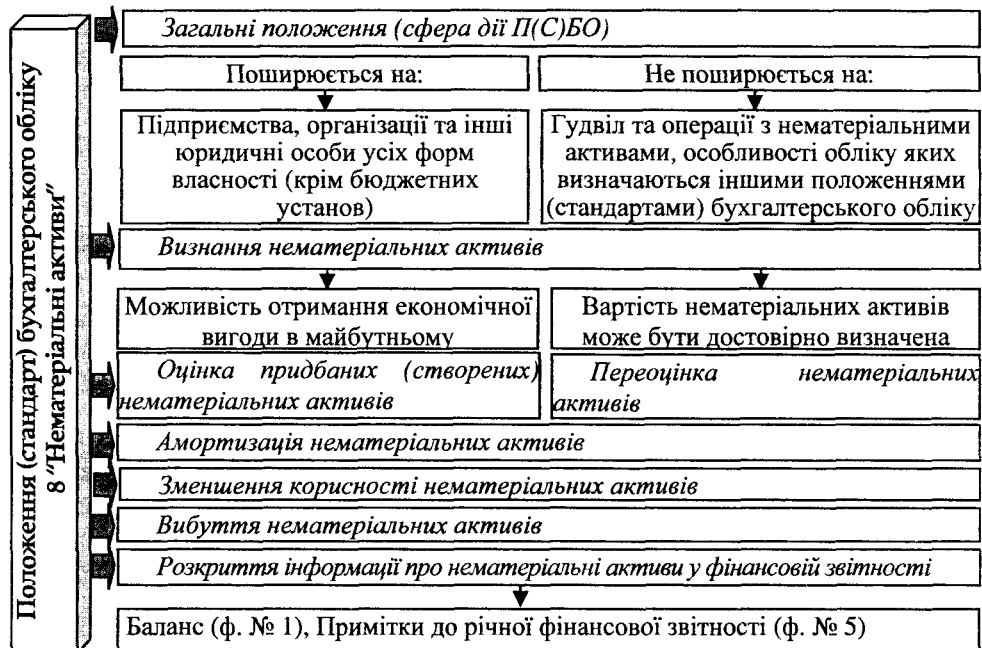 Положення (стандарт) бухгалтерського обліку
8 "Нематеріальні активи"
Загальні положення (сфера дії П(С)БО)
Поширюється на:
Не поширюється на:
Підприємства, організації та інші
юридичні особи усіх форм
власності (крім бюджетних
установ)
Гудвіл та операції з нематеріальними
активами, особливості обліку яких
визначаються іншими положеннями
(стандартами) бухгалтерського обліку
Визнання нематеріальних активів
Можливість отримання економічної
вигоди в майбутньому
Вартість нематеріальних активів
може бути достовірно визначена
Оцінка придбаних (створених)
нематеріальних активів
Переоцінка нематеріальних
активів
Амортизація нематеріальних активів
Зменшення корисності нематеріальних активів
Вибуття нематеріальних активів
Розкриття інформації про нематеріальні активи у фінансовій звітності
Баланс (ф. № 1), Примітки до річної фінансової звітності (ф. № 5)